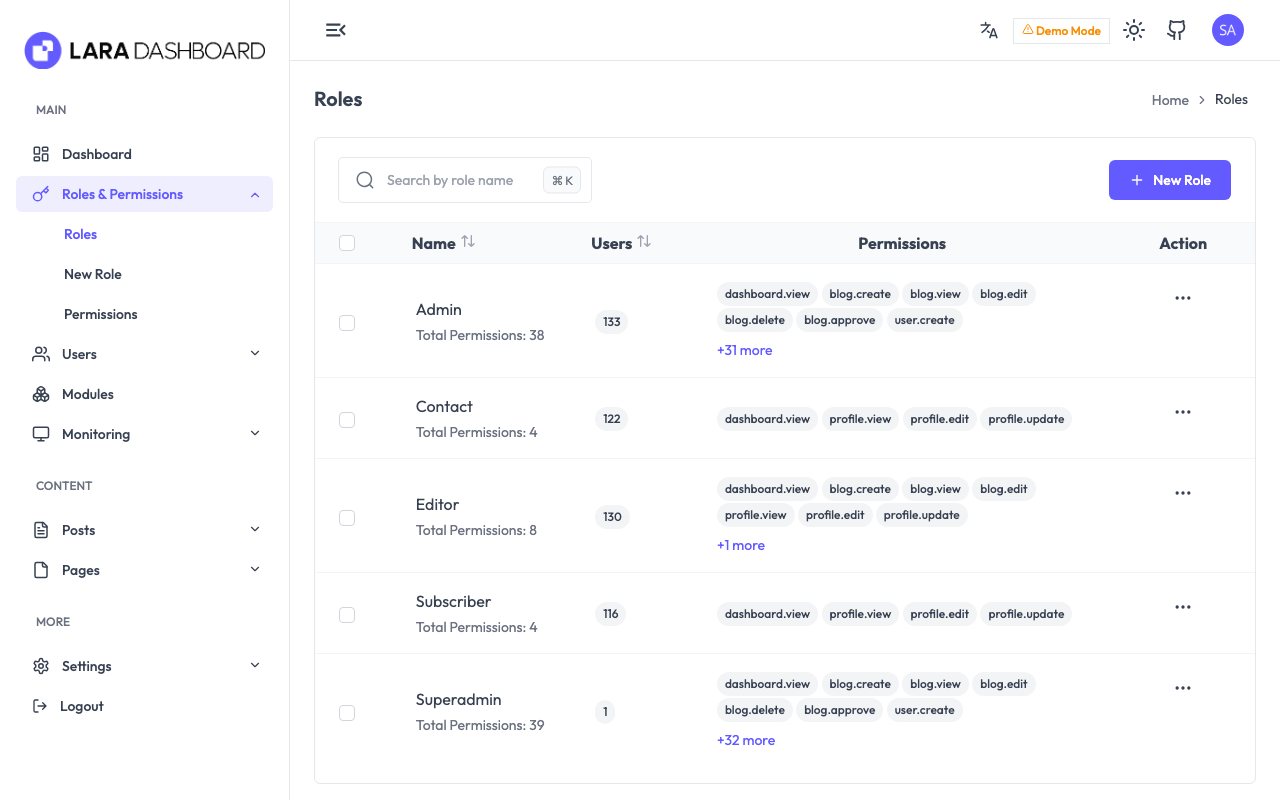 LARA DASHBOARD
MAIN
Dashboard
Roles & Permissions
Roles
New Role
Permissions
Users
Modules
Monitoring
CONTENT
Posts
Pages
MORE
Settings
Logout
Demo Mode
SA
Roles
Home > Roles
Search by role name ⌘ K
+ New Role
Name Users Permissions Action
Admin
Total Permissions: 38
133
dashboard.view blog.create blog.view blog.edit
blog.delete blog.approve user.create
+31 more
Contact
Total Permissions: 4
122
dashboard.view profile.view profile.edit profile.update
Editor
Total Permissions: 8
130
dashboard.view blog.create blog.view blog.edit
profile.view profile.edit profile.update
+1 more
Subscriber
Total Permissions: 4
116
dashboard.view profile.view profile.edit profile.update
Superadmin
Total Permissions: 39
1
dashboard.view blog.create blog.view blog.edit
blog.delete blog.approve user.create
+32 more